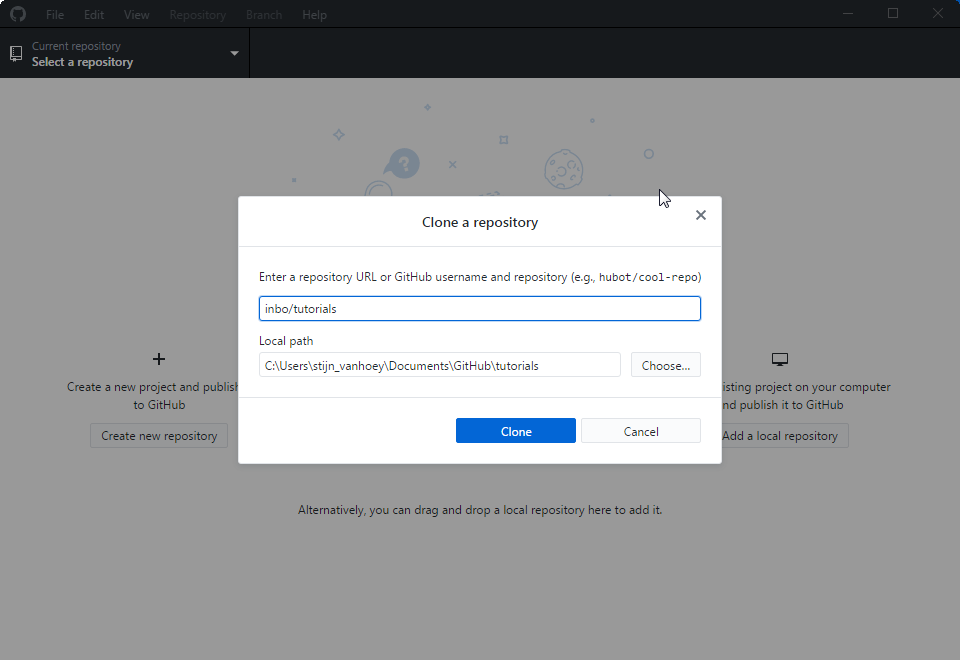 File Edit View Repository Branch Help
Current repository
Select a repository
?
Clone a repository
Enter a repository URL or GitHub username and repository (e.g., hubot/cool-repo)
inbo/tutorials
Local path
C:\Users\stijn_vanhoey\Documents\GitHub\tutorials
Choose...
Create a new project and publish
to GitHub
Create new repository
isting project on your computer
nd publish it to GitHub
Add a local repository
Clone
Cancel
Alternatively, you can drag and drop a local repository here to add it.